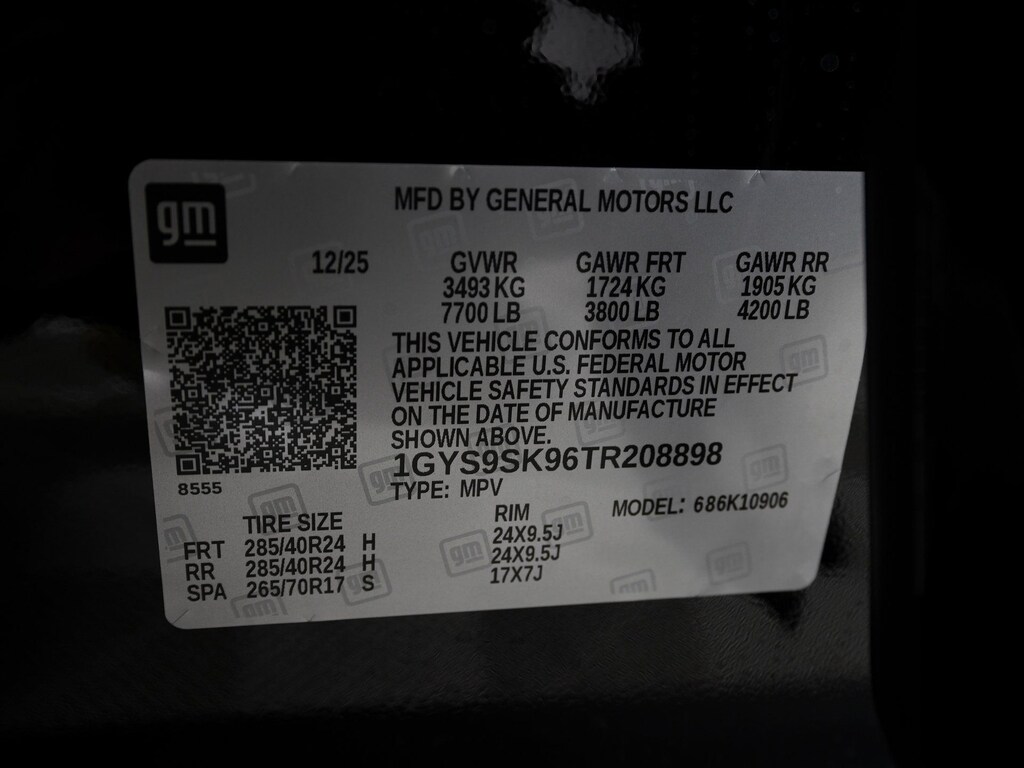 gm
MFD BY GENERAL MOTORS LLC
12/25 GVWR GAWR FRT GAWR RR
3493 KG 1724 KG 1905 KG
7700 LB 3800 LB 4200 LB
THIS VEHICLE CONFORMS TO ALL
APPLICABLE U.S. FEDERAL MOTOR
VEHICLE SAFETY STANDARDS IN EFFECT
ON THE DATE OF MANUFACTURE
SHOWN ABOVE.
1GYS9SK96TR208898
8555
TYPE: MPV
TIRE SIZE RIM MODEL: 686K10906
FRT 285/40R24 H 24X9.5J
RR 285/40R24 H 24X9.5J
SPA 265/70R17 S 17X7J